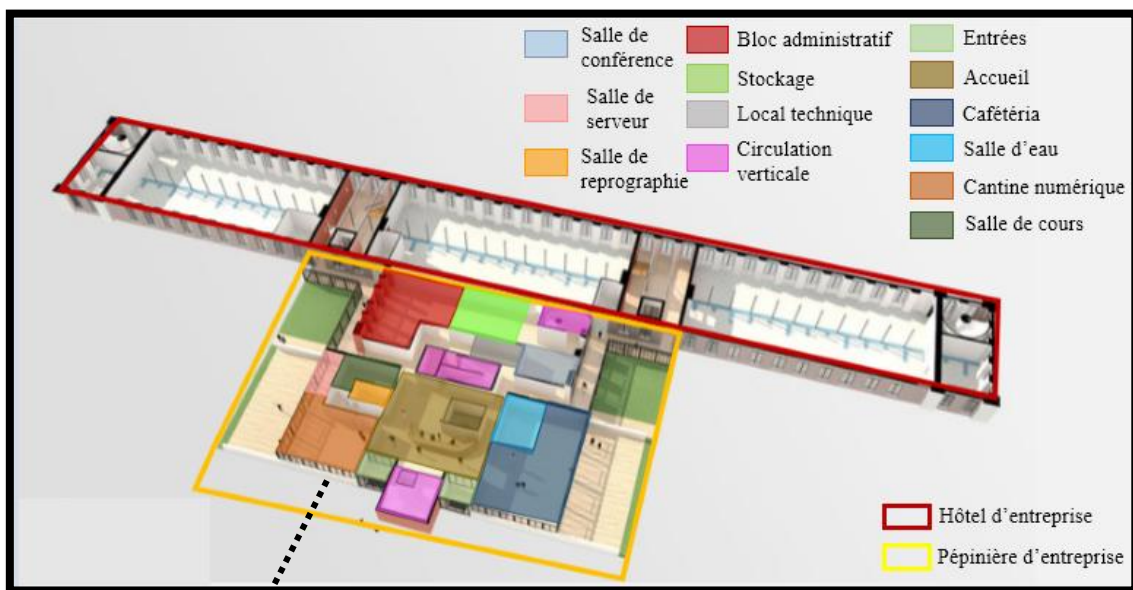 Salle de
conférence
Salle de
serveur
Salle de
reprographie
Bloc administratif
Stockage
Local technique
Circulation
verticale
Entrées
Accueil
Cafétéria
Salle d'eau
Cantine numérique
Salle de cours
Hôtel d'entreprise
Pépinière d'entreprise